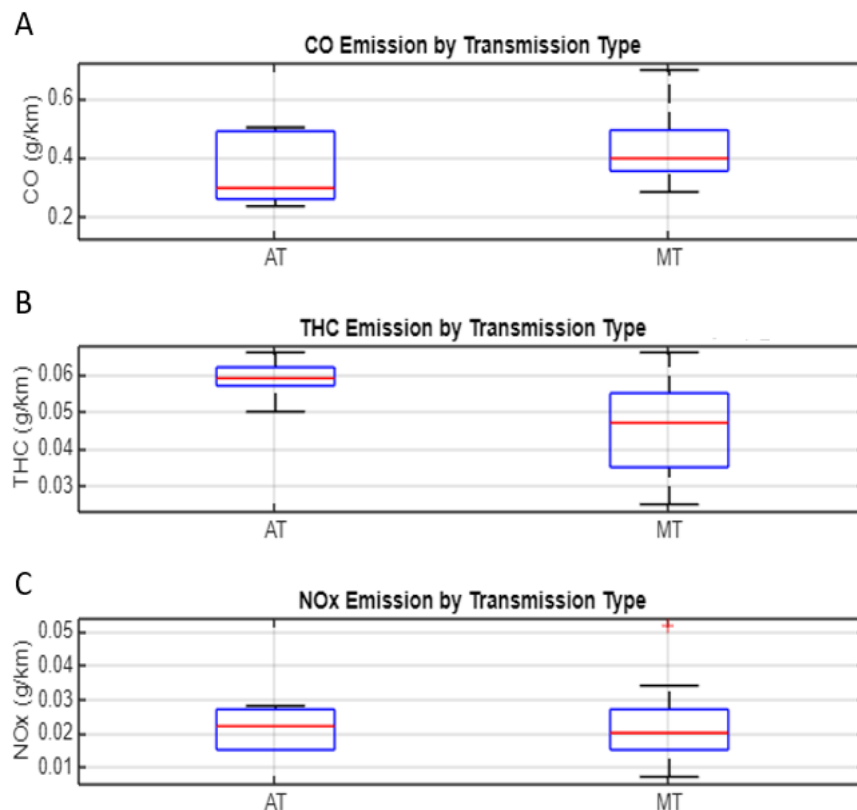 A
CO Emission by Transmission Type
CO (g/km)
0.6
0.4
0.2
AT MT
B
THC Emission by Transmission Type
THC (g/km)
0.06
0.05
0.04
0.03
AT MT
C
NOx Emission by Transmission Type
NOx (g/km)
0.05
0.04
0.03
0.02
0.01
AT MT